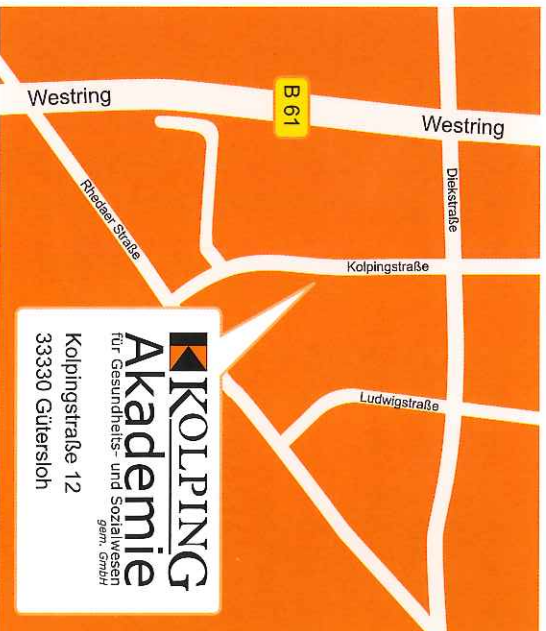 Westring
B 61
Westring
Diekstraße
Rhedaer Straße
Kolpingstraße
Ludwigstraße
KOLPING
Akademie
für Gesundheits- und Sozialwesen
gem. GmbH
Kolpingstraße 12
33330 Gütersloh